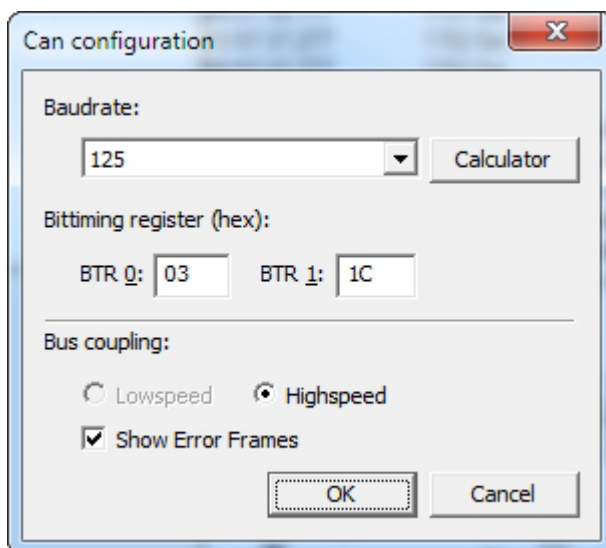 Can configuration
Baudrate:
125
Calculator
Bittiming register (hex):
BTR 0: 03 BTR 1: 1C
Bus coupling:
Lowspeed Highspeed
Show Error Frames
OK Cancel